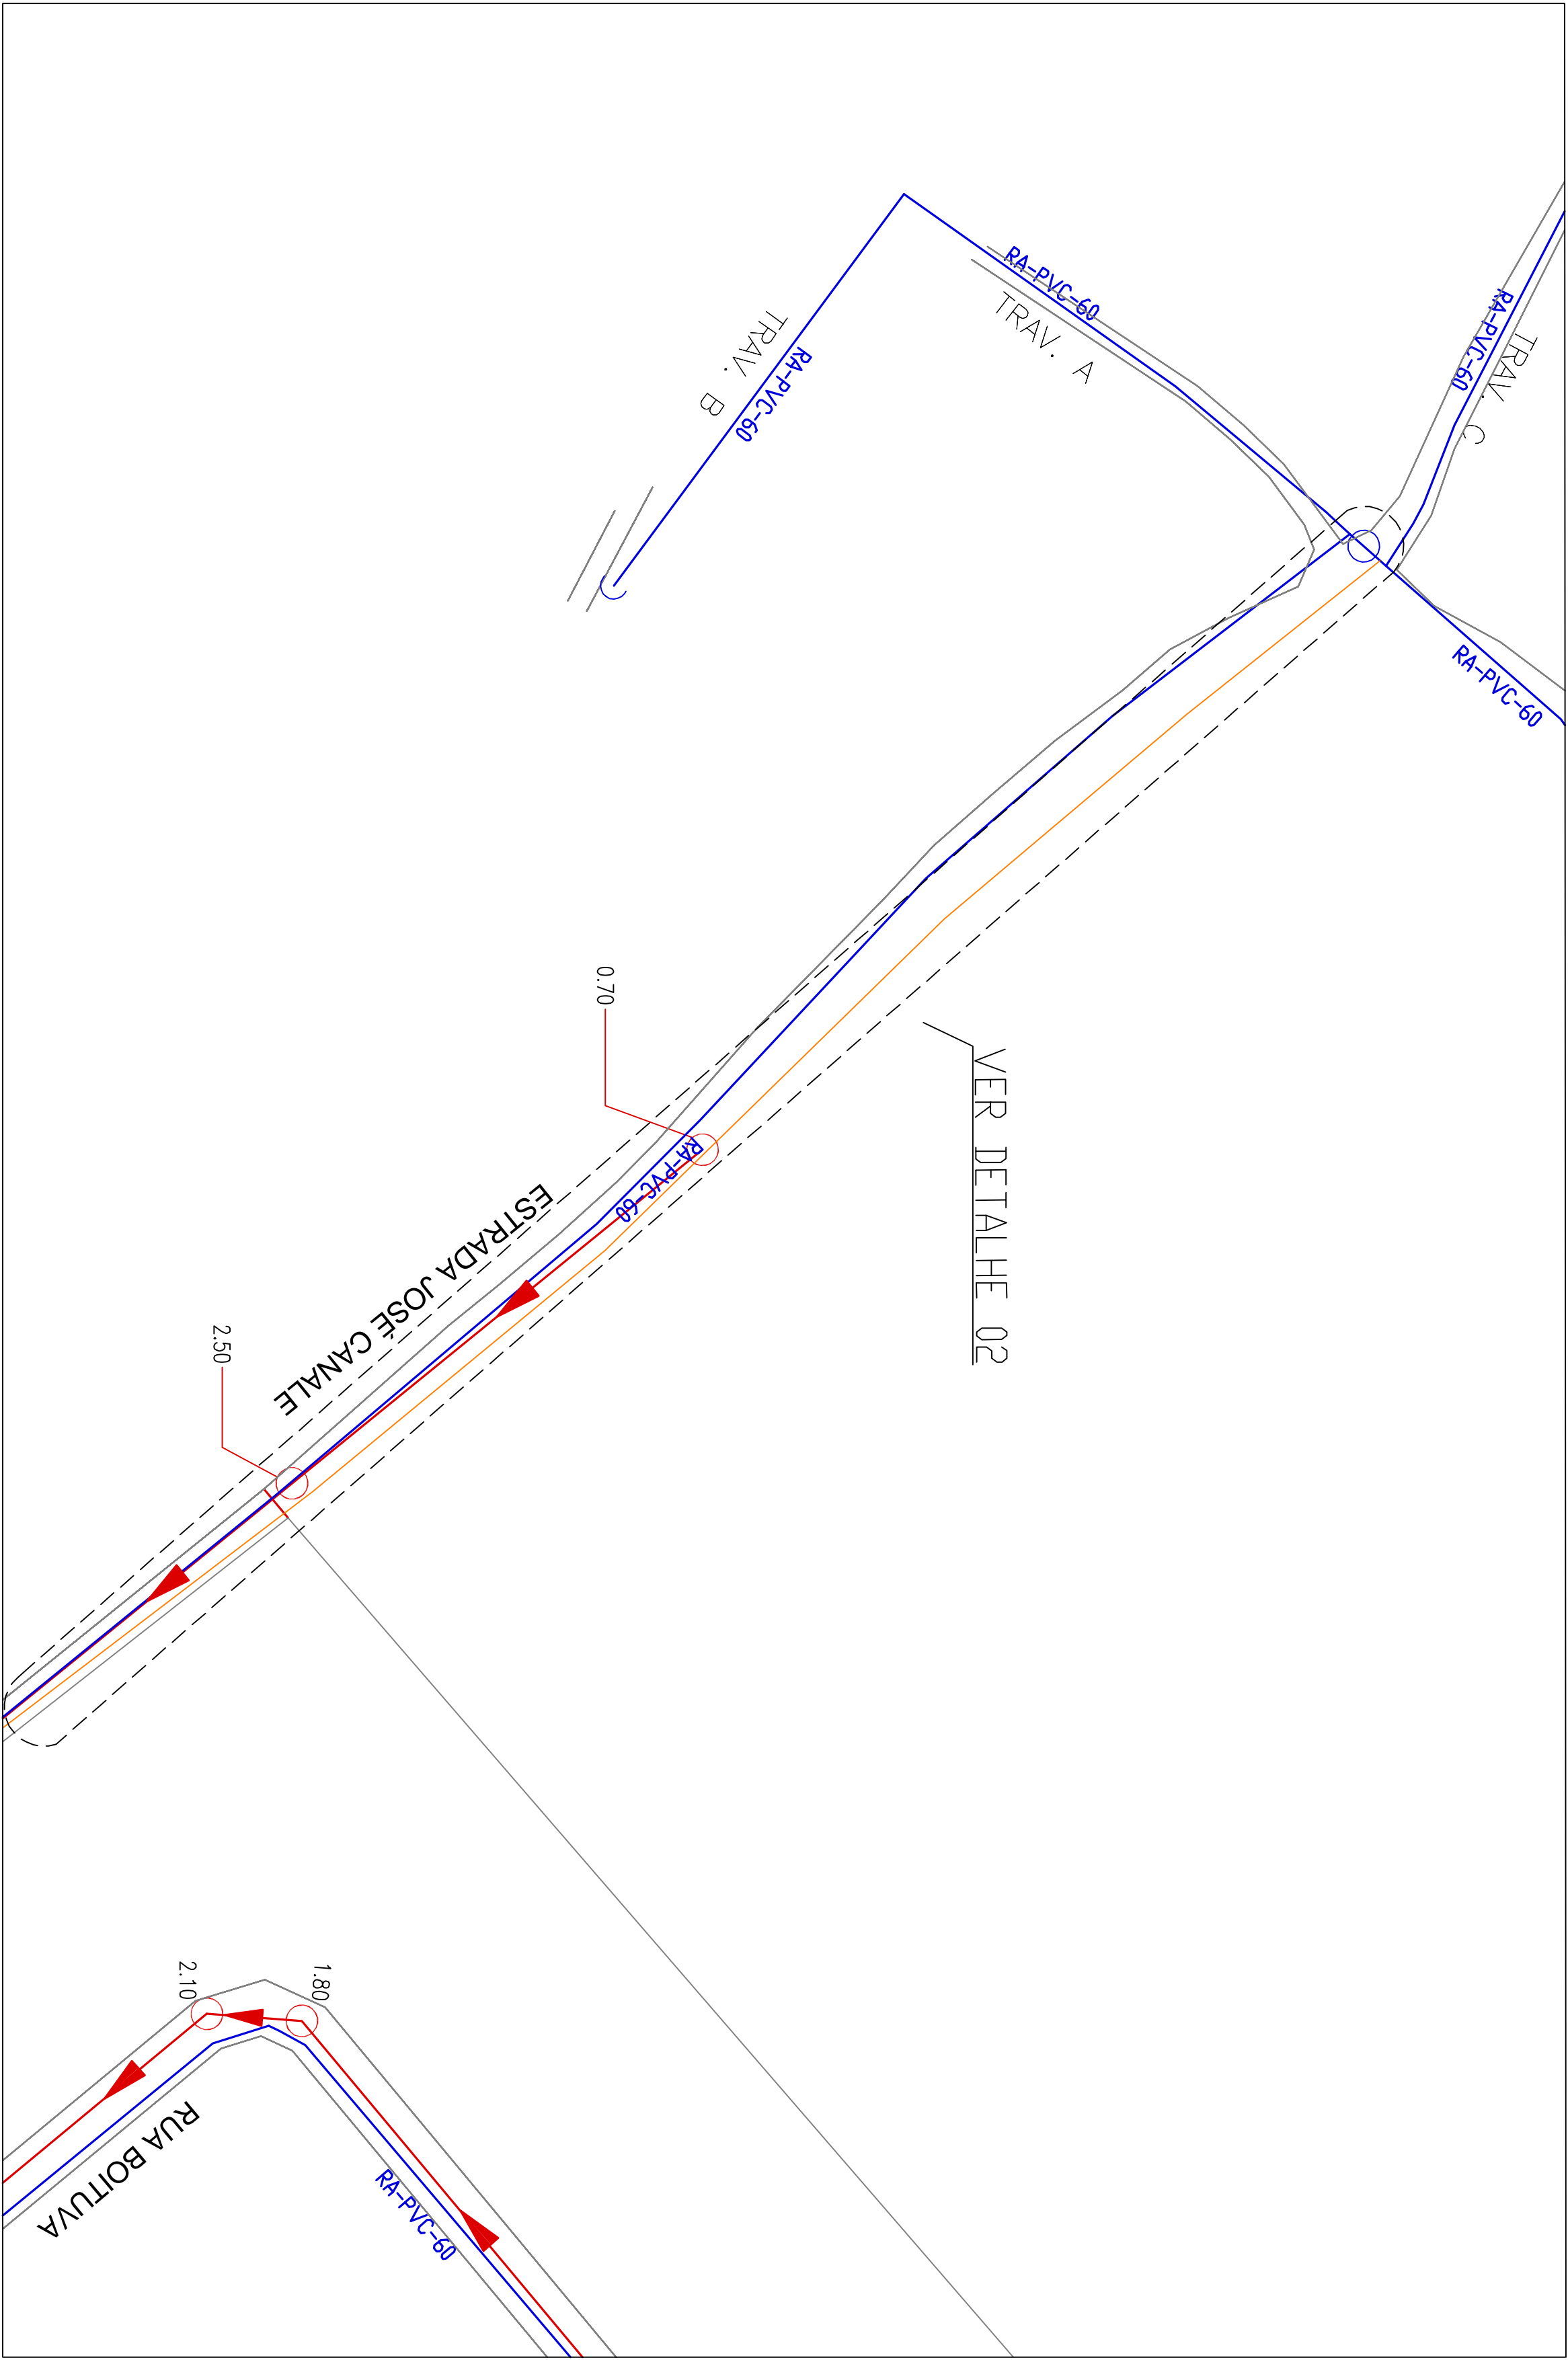 RA-PVC-60
TRAV. A
RA-PVC-60
TRAV. C
TRAV. B
RA-PVC-60
RA-PVC-60
0.70
VER DETALHE 02
RA-PVC-60
ESTRADA JOSÉ CANALE
2.50
2.10
1.80
RUA BOITUVA
RA-PVC-60